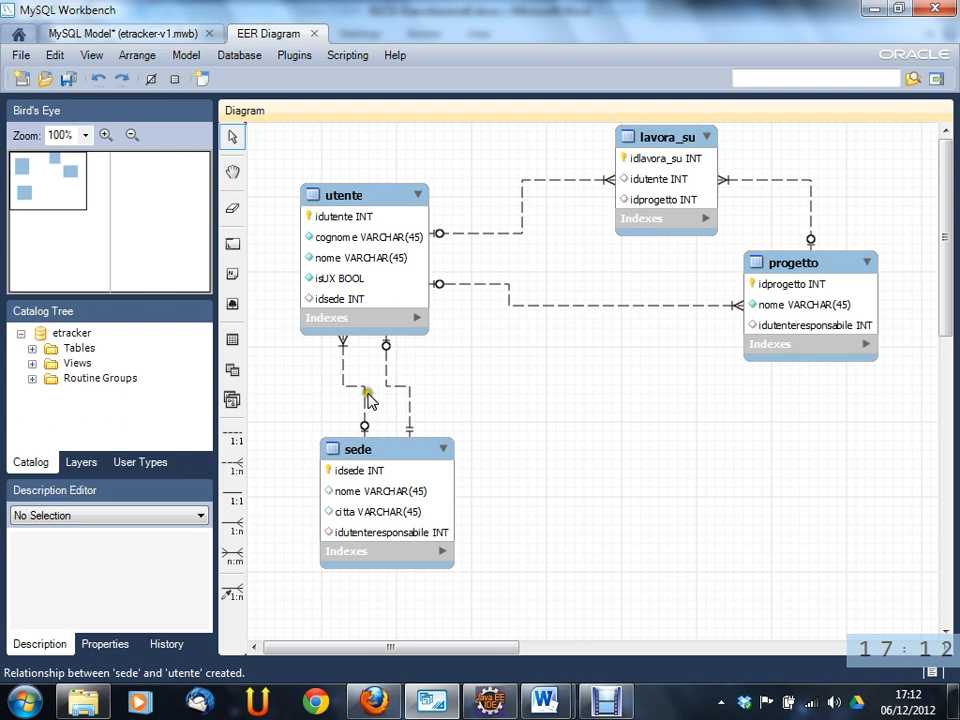 MySQL Workbench
MySQL Model* (etracker-v1.mwb)
EER Diagram
File Edit View Arrange Model Database Plugins Scripting Help
ORACLE
Bird's Eye
Zoom: 100%
Catalog Tree
etracker
Tables
Views
Routine Groups
Catalog Layers User Types
Description Editor
No Selection
Description Properties History
Diagram
1:1
1:n
1:1
1:n
n:m
1:n
utente
idutente INT
cognome VARCHAR(45)
nome VARCHAR(45)
isUX BOOL
idsede INT
Indexes
lavora_su
idlavora_su INT
idutente INT
idprogetto INT
Indexes
progetto
idprogetto INT
nome VARCHAR(45)
idutenteresponsabile INT
Indexes
sede
idsede INT
nome VARCHAR(45)
citta VARCHAR(45)
idutenteresponsabile INT
Indexes
17:12
Relationship between 'sede' and 'utente' created.
Java EE
IDE
17:12
06/12/2012